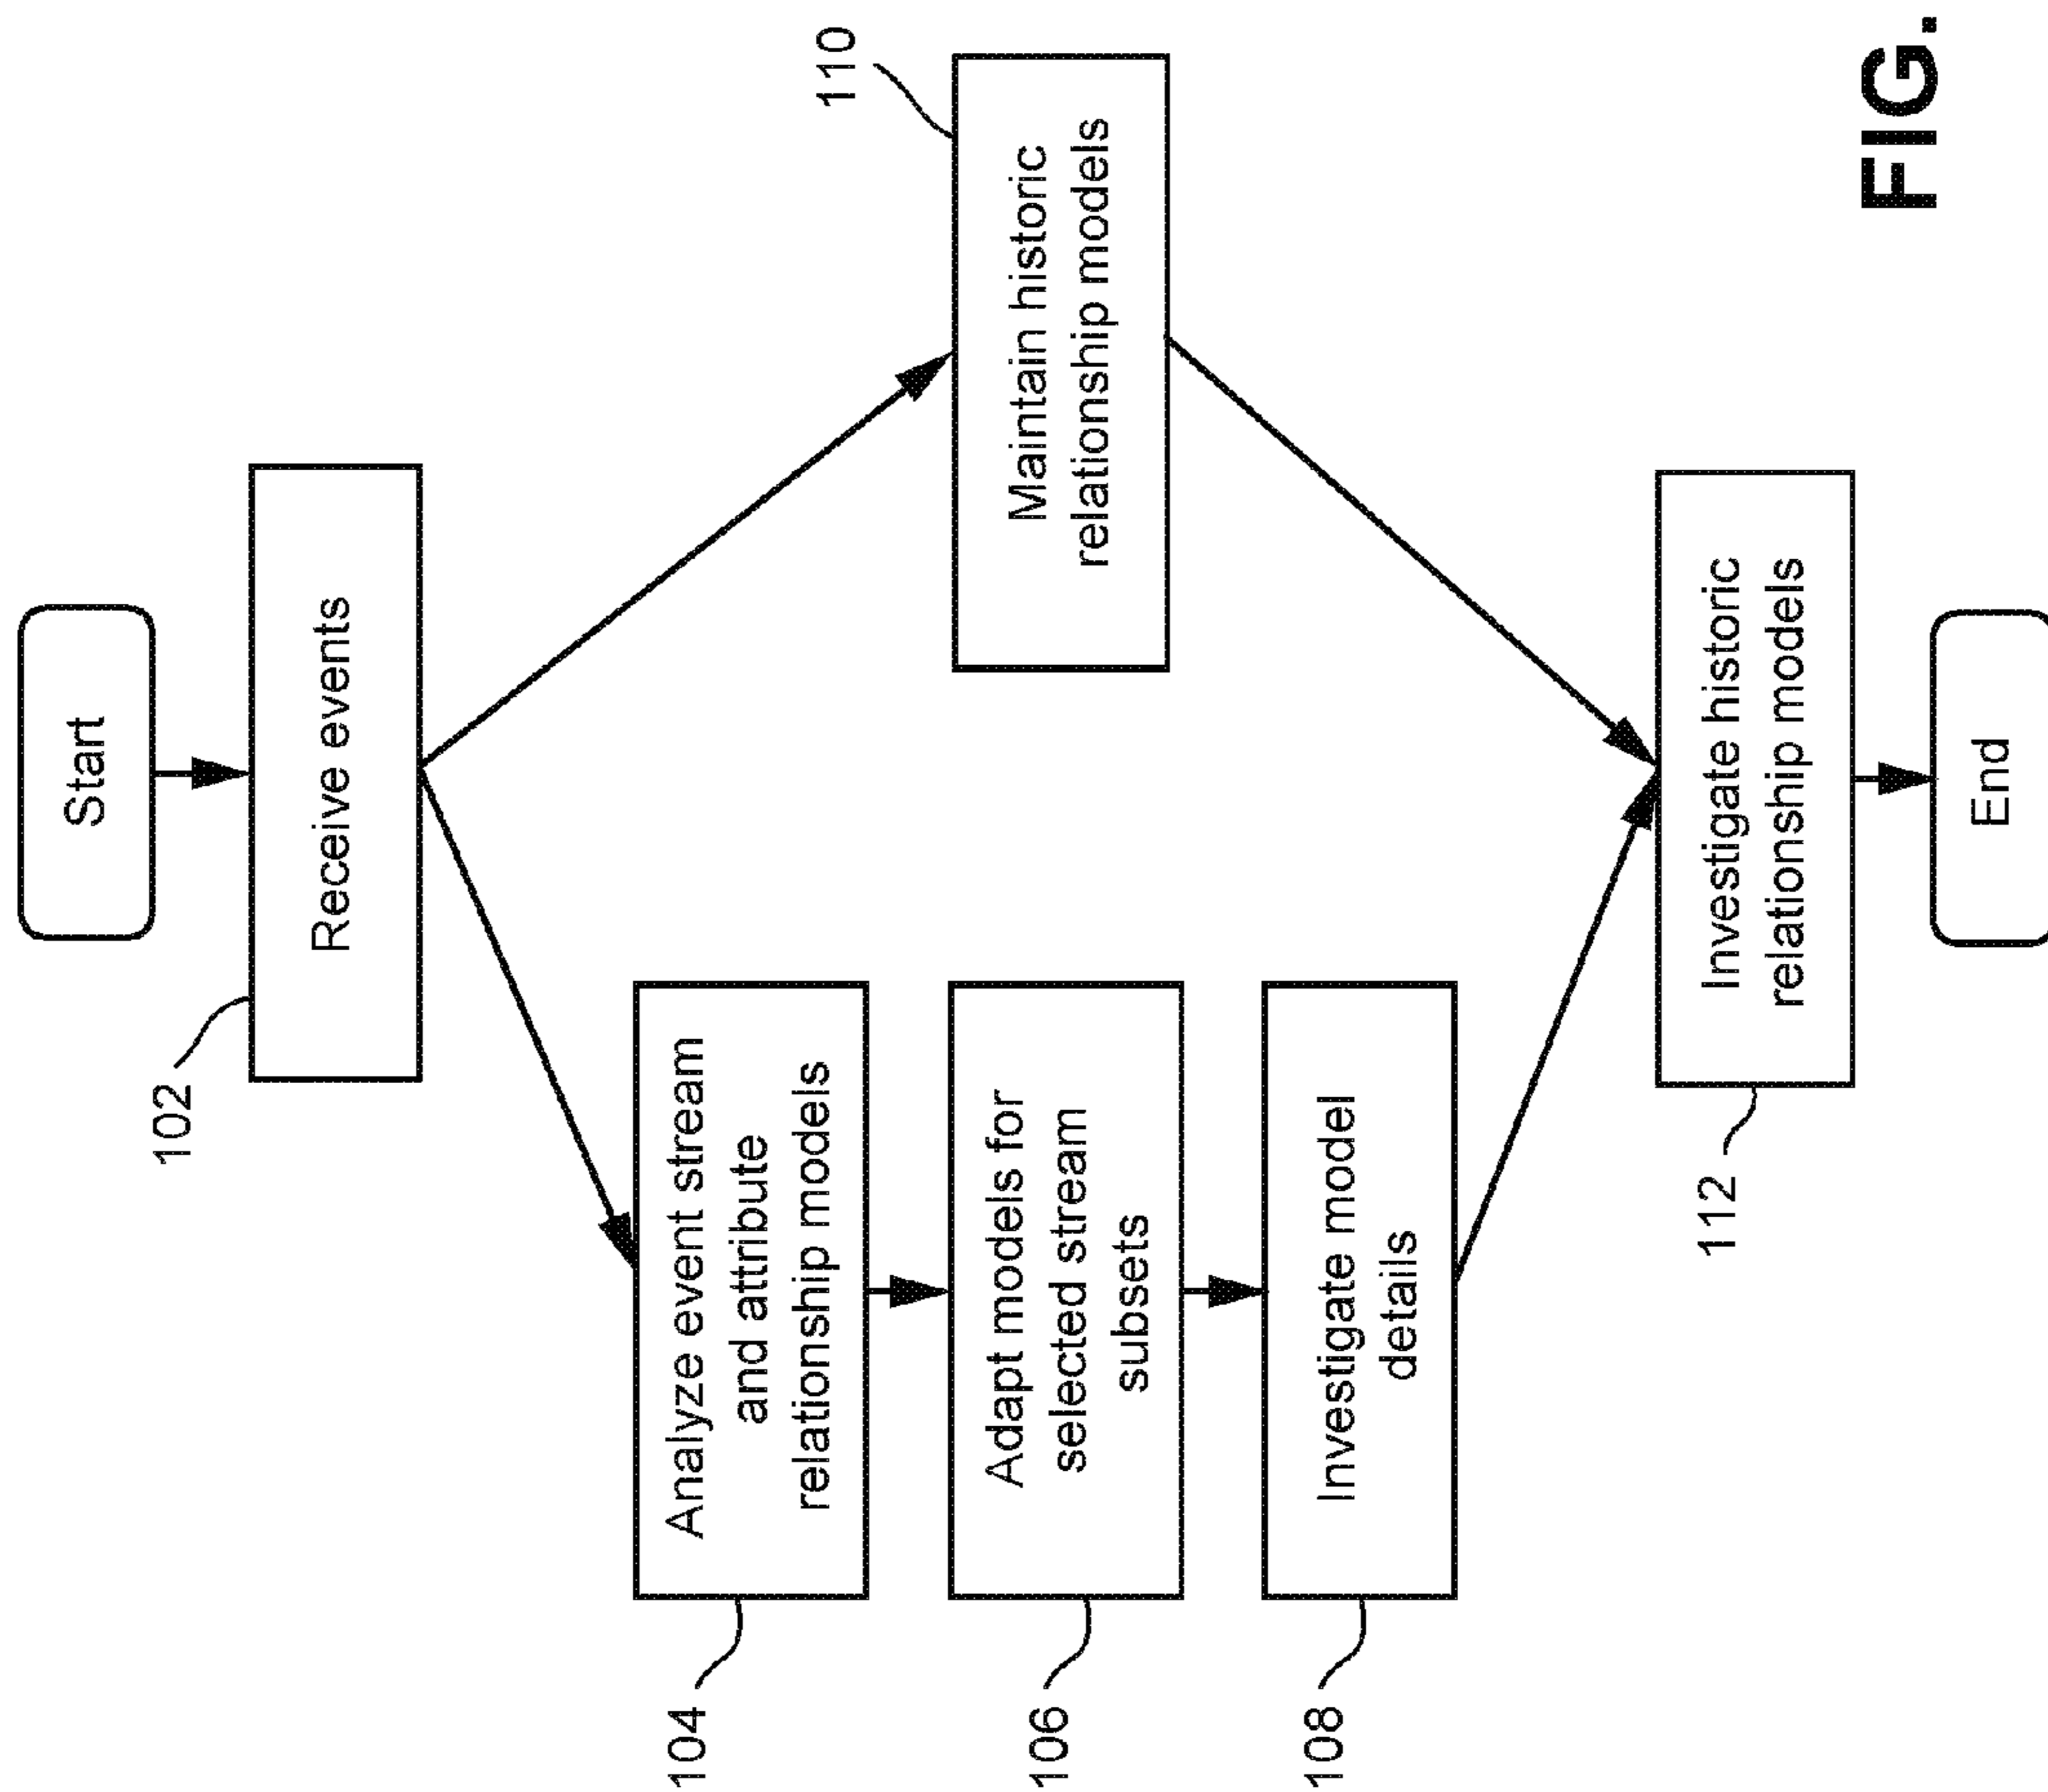 Start
102
Receive events
104
Analyze event stream
and attribute
relationship models
106
Adapt models for
selected stream
subsets
108
Investigate model
details
110
Maintain historic
relationship models
112
Investigate historic
relationship models
End
FIG.